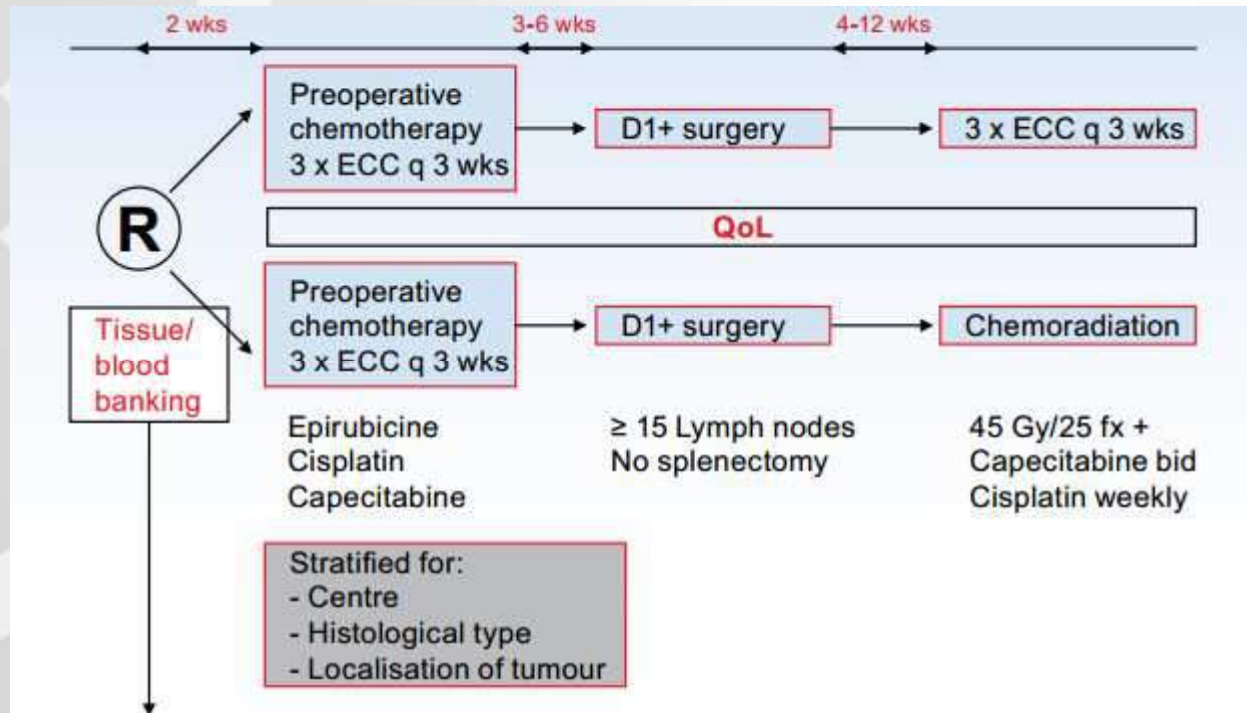 2 wks
3-6 wks
4-12 wks
Preoperative
chemotherapy
3 x ECC q 3 wks
D1+ surgery
3 x ECC q 3 wks
R
QoL
Preoperative
chemotherapy
3 x ECC q 3 wks
D1+ surgery
Chemoradiation
Tissue/
blood
banking
Epirubicine
Cisplatin
Capecitabine
≥ 15 Lymph nodes
No splenectomy
45 Gy/25 fx +
Capecitabine bid
Cisplatin weekly
Stratified for:
- Centre
- Histological type
- Localisation of tumour